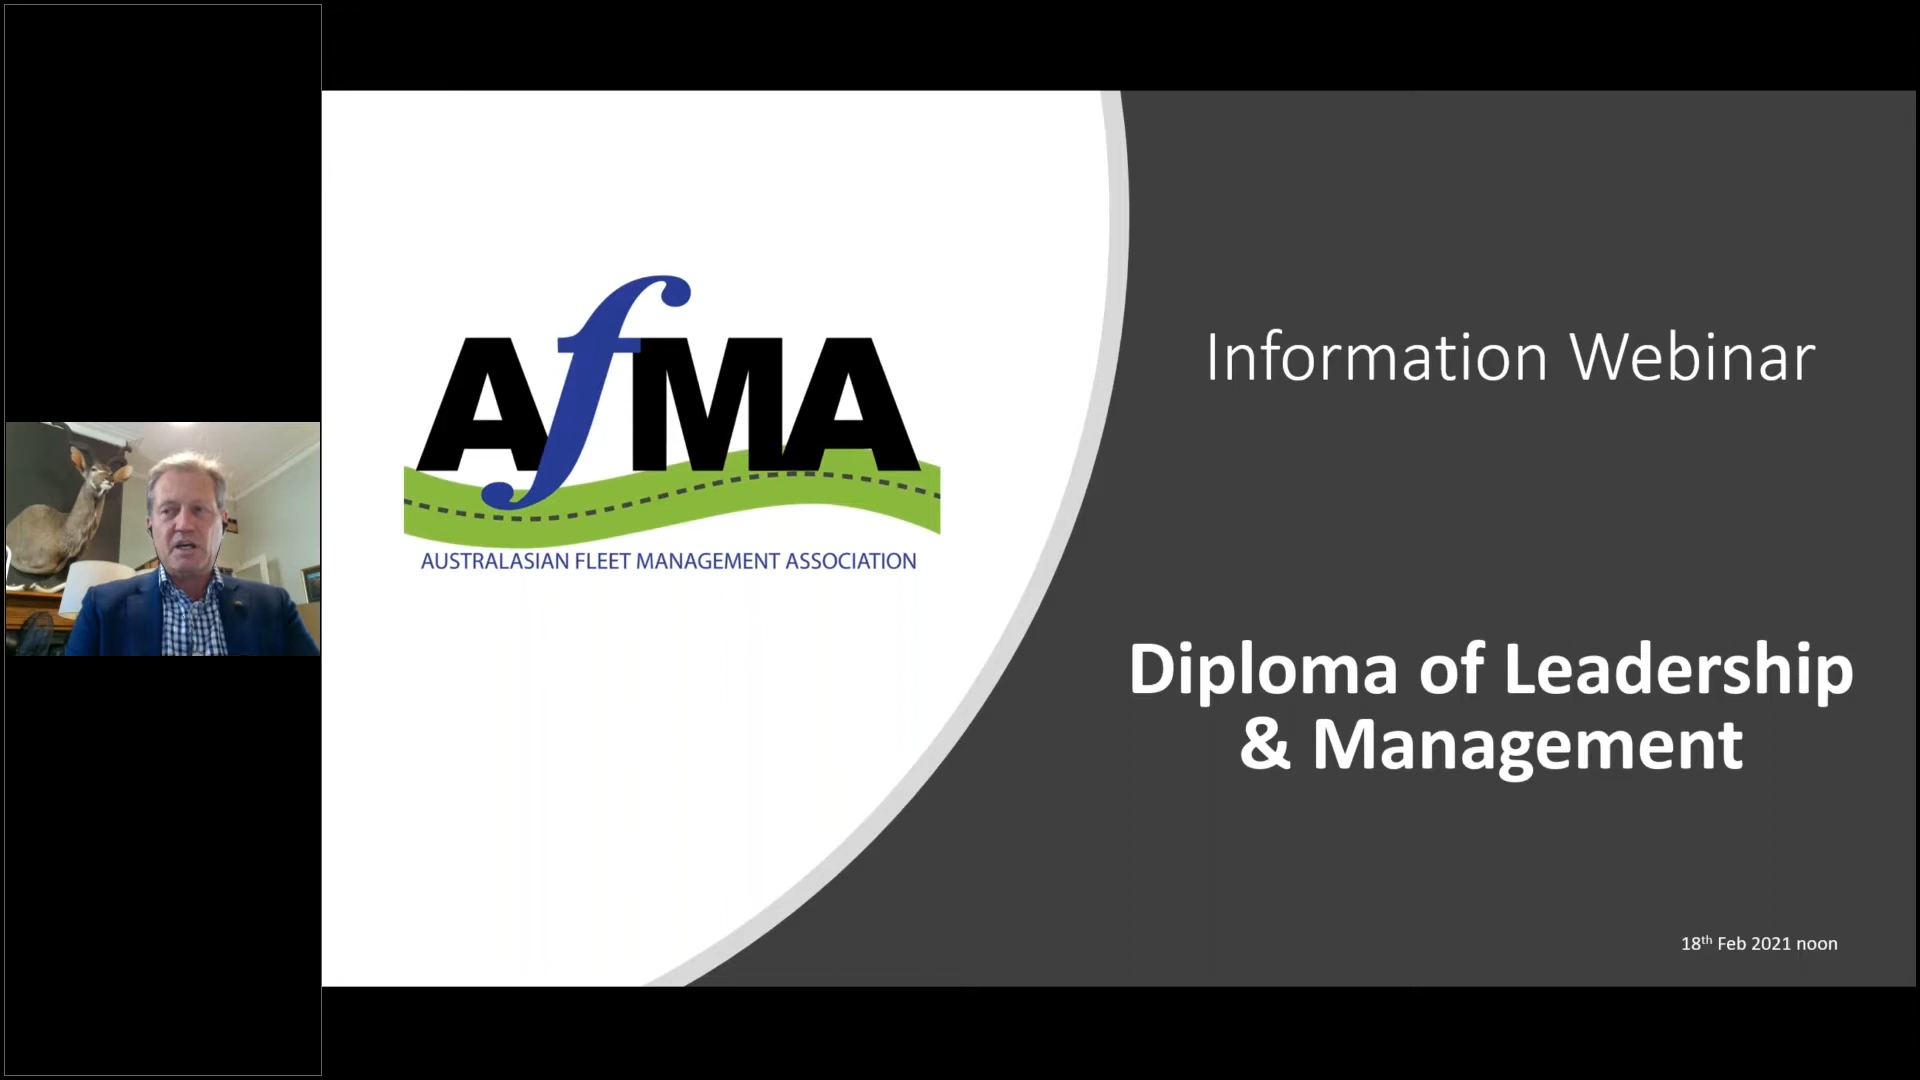 AfMA
AUSTRALASIAN FLEET MANAGEMENT ASSOCIATION
Information Webinar
Diploma of Leadership
& Management
18th Feb 2021 noon